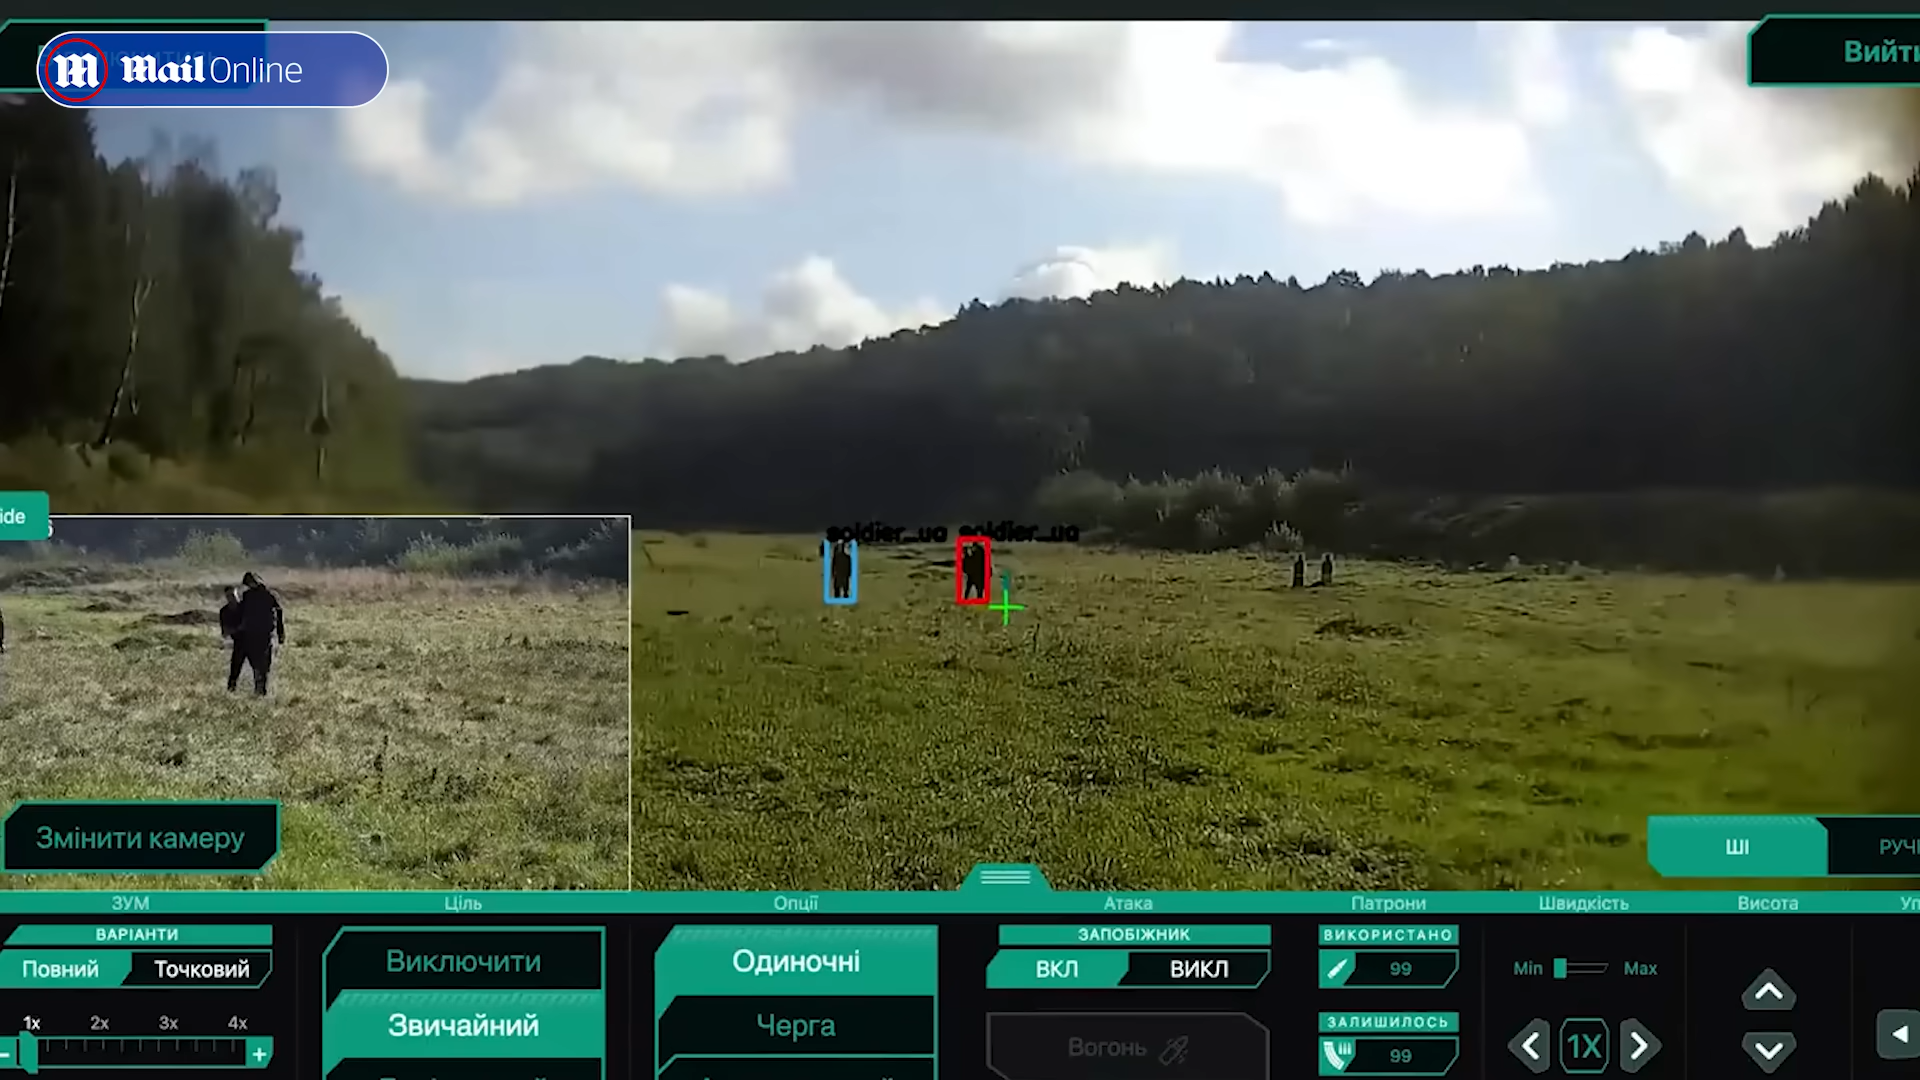 Mail Online
Вийти
ide
soldier_ua soldier_ua
Змінити камеру
ШІ
ЗУМ
Ціль
Опції
Атака
Патрони
Швидкість
Висота
ВАРІАНТИ
Повний
Точковий
1x 2x 3x 4x
Виключити
Звичайний
Одиночні
Черга
ЗАПОБІЖНИК
ВКЛ
ВИКЛ
Вогонь
ВИКОРИСТАНО
99
ЗАЛИШИЛОСЬ
99
Min
Max
1X